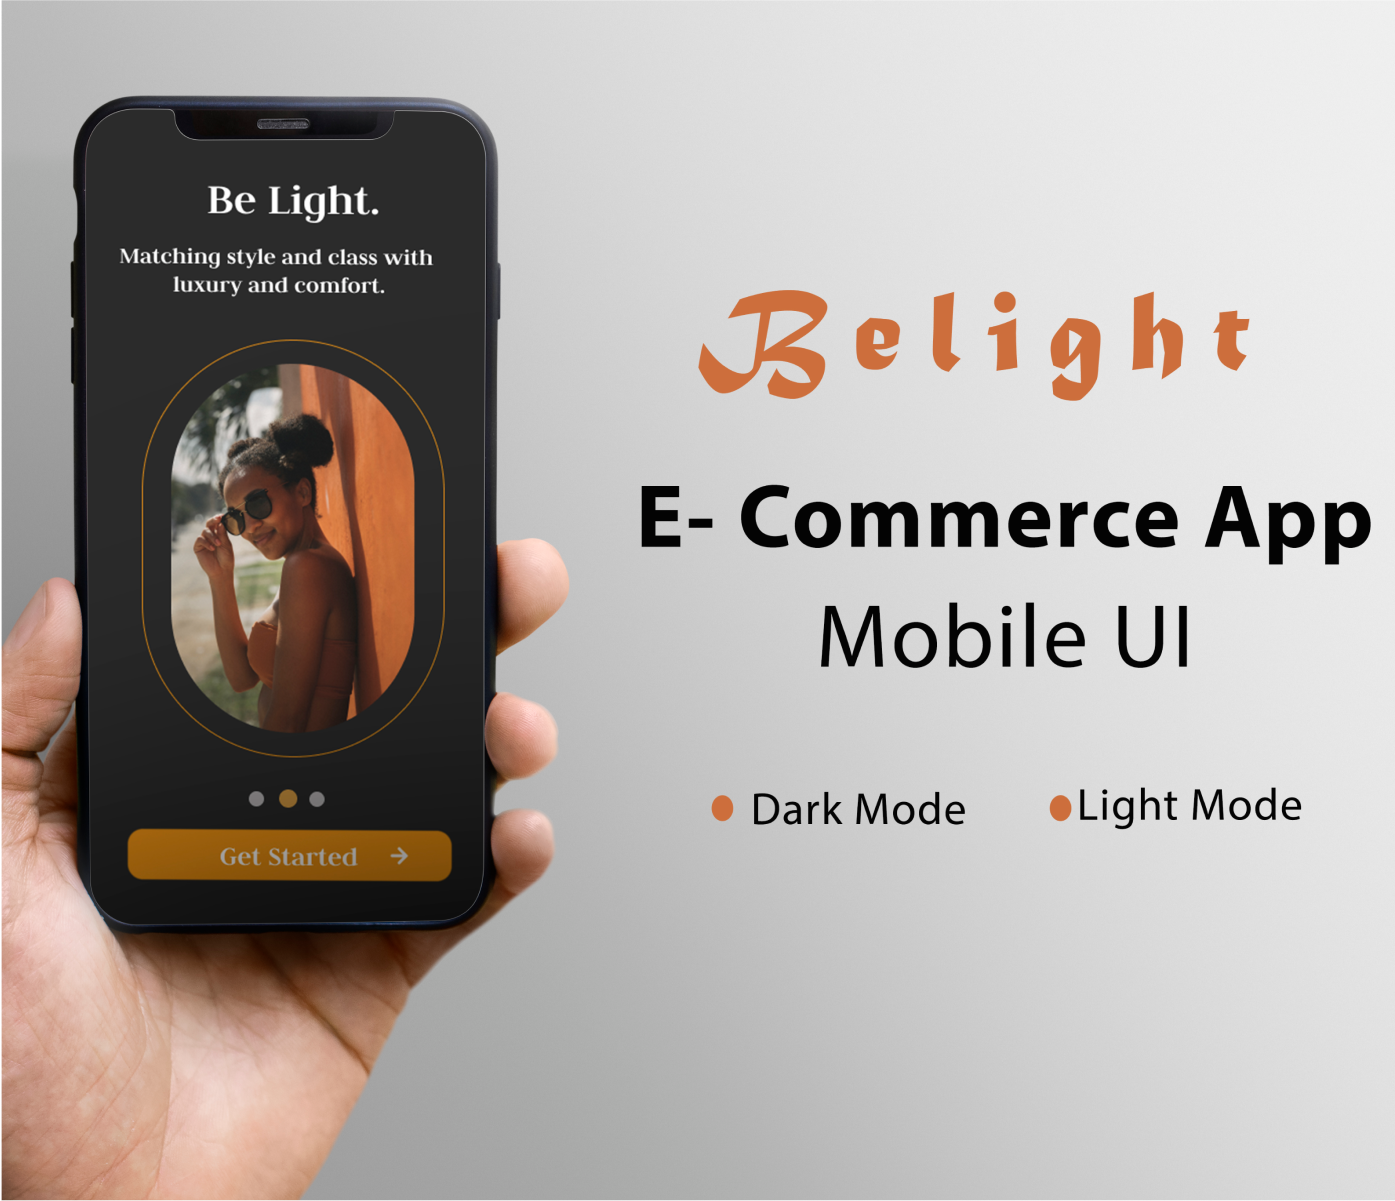 Be Light.
Matching style and class with
luxury and comfort.
Get Started
Belight
E- Commerce App
Mobile UI
Dark Mode
Light Mode